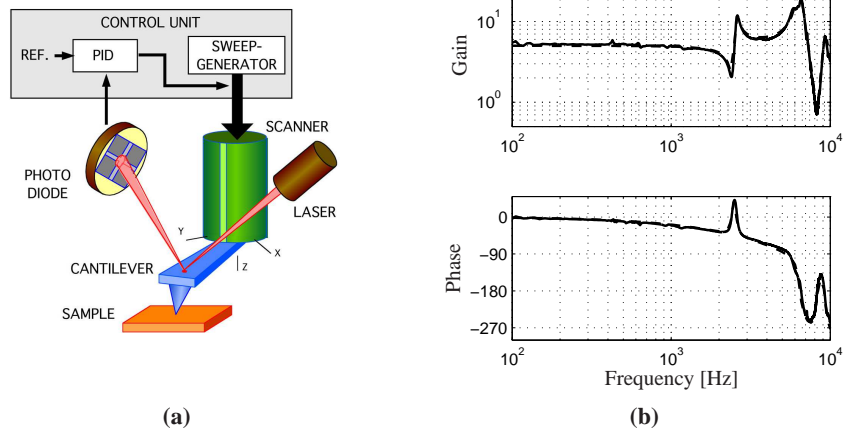 CONTROL UNIT
REF.
PID
SWEEP-
GENERATOR
SCANNER
PHOTO
DIODE
LASER
Y
X
Z
CANTILEVER
SAMPLE
(a)
Gain
10^1
10^0
10^2
10^3
10^4
Phase
0
−90
−180
−270
10^2
10^3
10^4
Frequency [Hz]
(b)